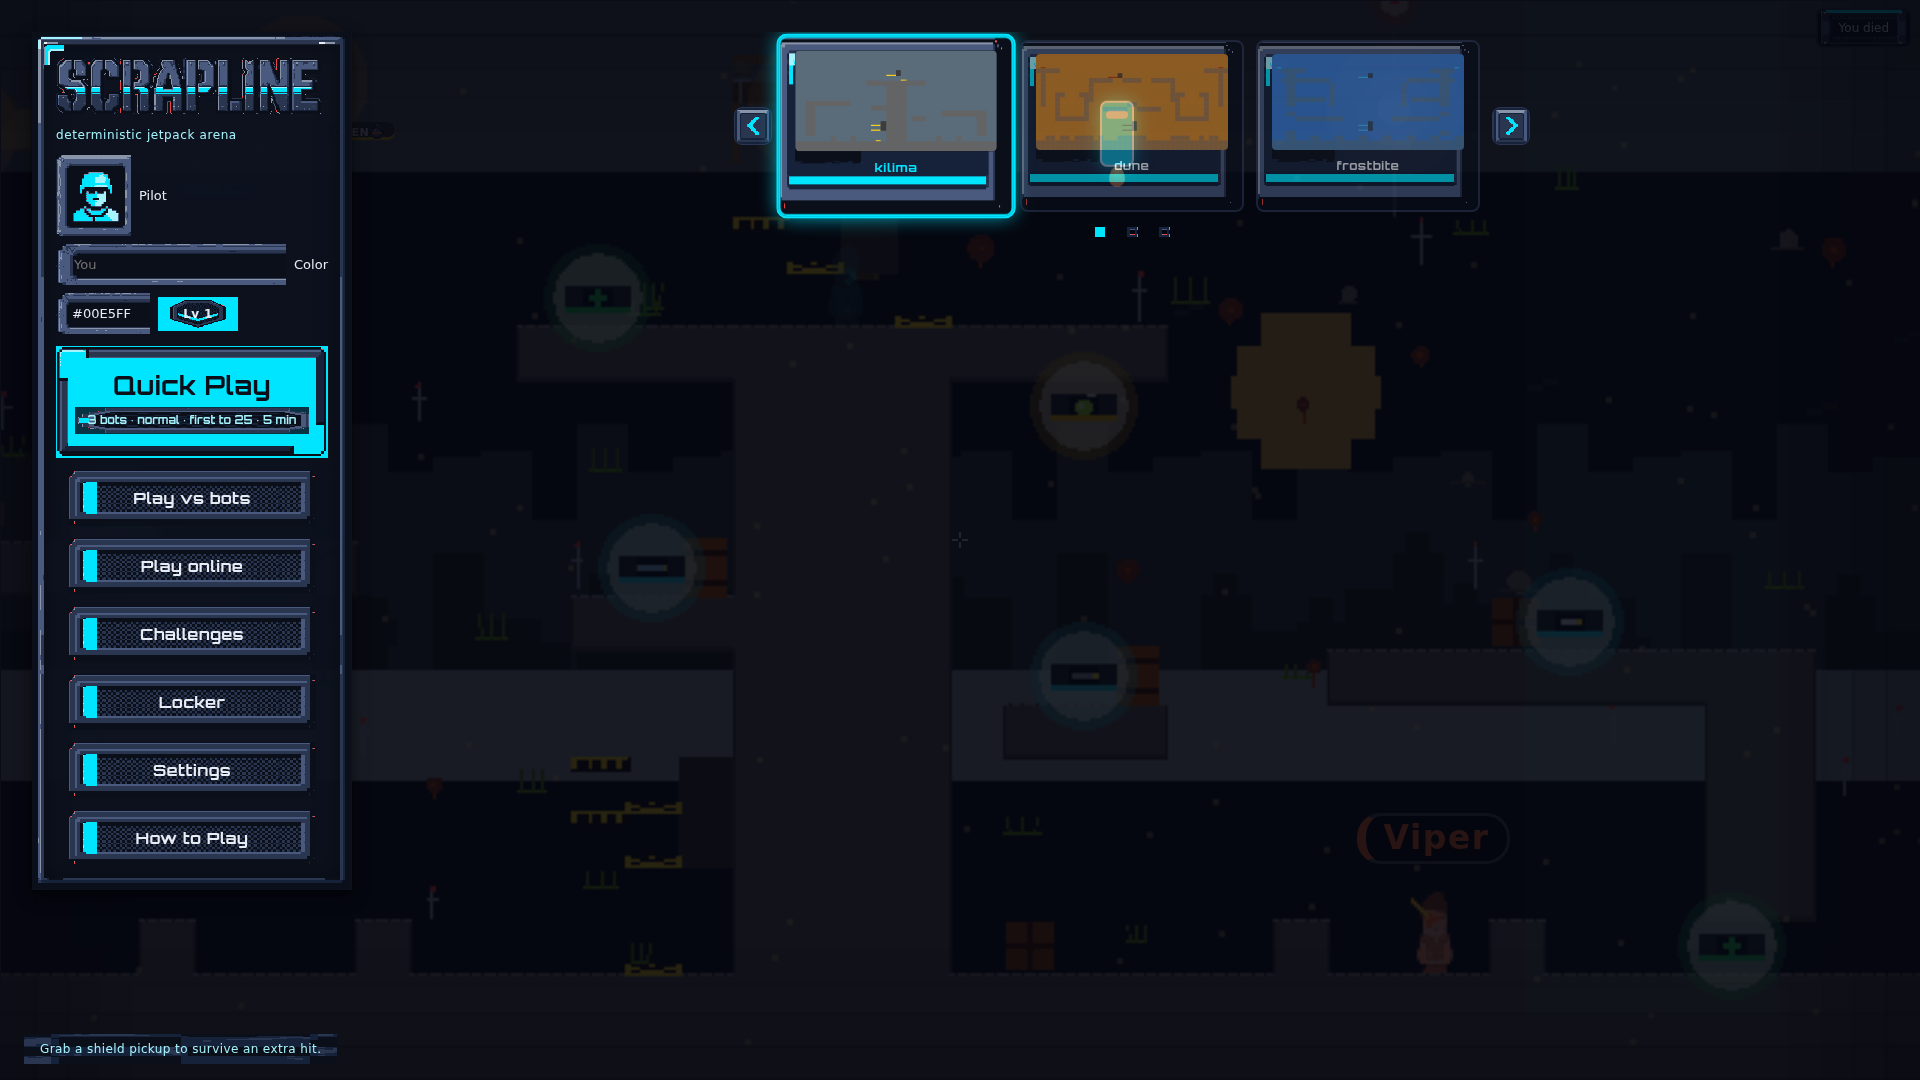 SCRAPLINE
deterministic jetpack arena
Pilot
You
Color
#00E5FF
Lv 1
Quick Play
3 bots · normal · first to 25 · 5 min
Play vs bots
Play online
Challenges
Locker
Settings
How to Play
Grab a shield pickup to survive an extra hit.
kilima
dune
frostbite
You died
Viper